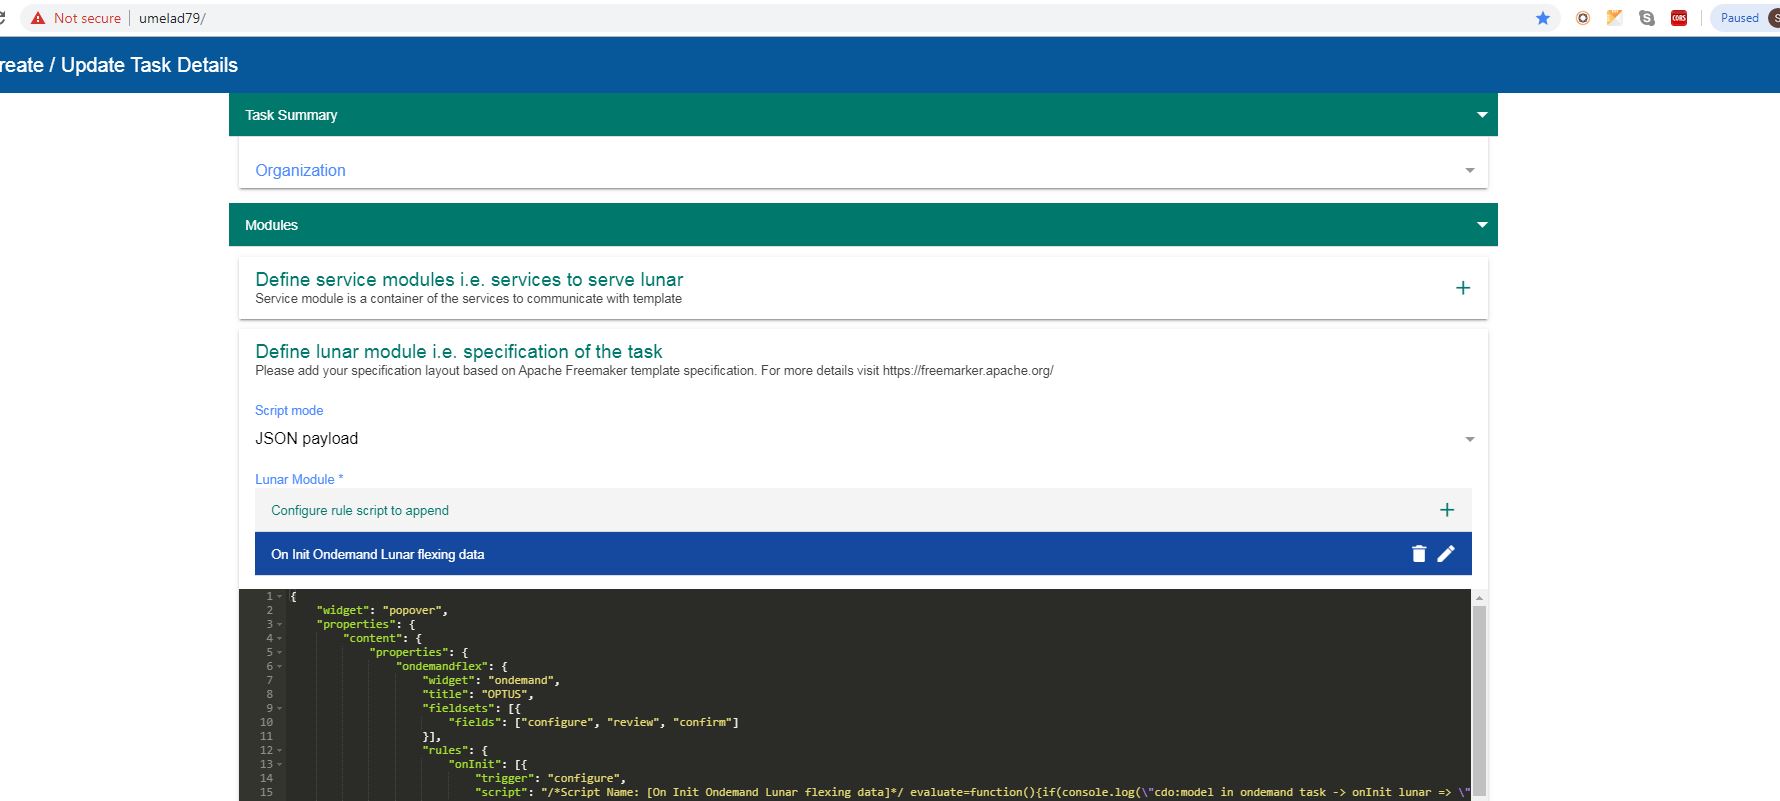 Not secure | umelad79/
CORS
Paused
S
reate / Update Task Details
Task Summary
Organization
Modules
Define service modules i.e. services to serve lunar
Service module is a container of the services to communicate with template
Define lunar module i.e. specification of the task
Please add your specification layout based on Apache Freemaker template specification. For more details visit https://freemarker.apache.org/
Script mode
JSON payload
Lunar Module *
Configure rule script to append
On Init Ondemand Lunar flexing data
1 {
2 "widget": "popover",
3 "properties": {
4 "content": {
5 "properties": {
6 "ondemandflex": {
7 "widget": "ondemand",
8 "title": "OPTUS",
9 "fieldsets": [{
10 "fields": ["configure", "review", "confirm"]
11 }],
12 "rules": {
13 "onInit": [{
14 "trigger": "configure",
15 "script": "/*Script Name: [On Init Ondemand Lunar flexing data]*/ evaluate=function(){if(console.log(\"cdo:model in ondemand task -> onInit lunar => \"